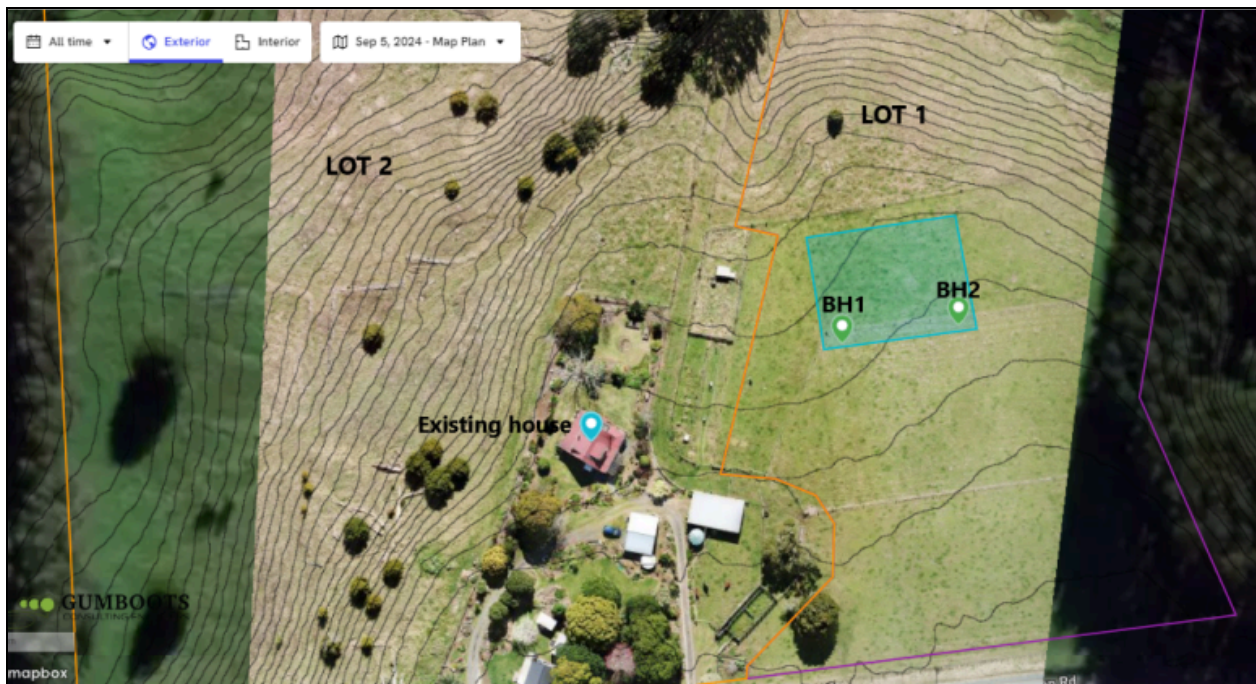 All time
Exterior
Interior
Sep 5, 2024 - Map Plan
LOT 1
LOT 2
BH1
BH2
Existing house
GUMBOOTS
mapbox
Rd